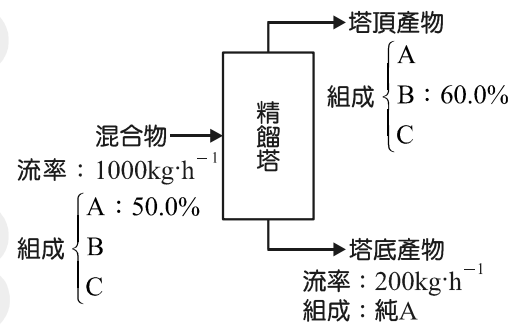 塔頂產物
組成
A
B：60.0%
C
精餾塔
混合物
流率：1000kg·h⁻¹
組成
A：50.0%
B
C
塔底產物
流率：200kg·h⁻¹
組成：純A